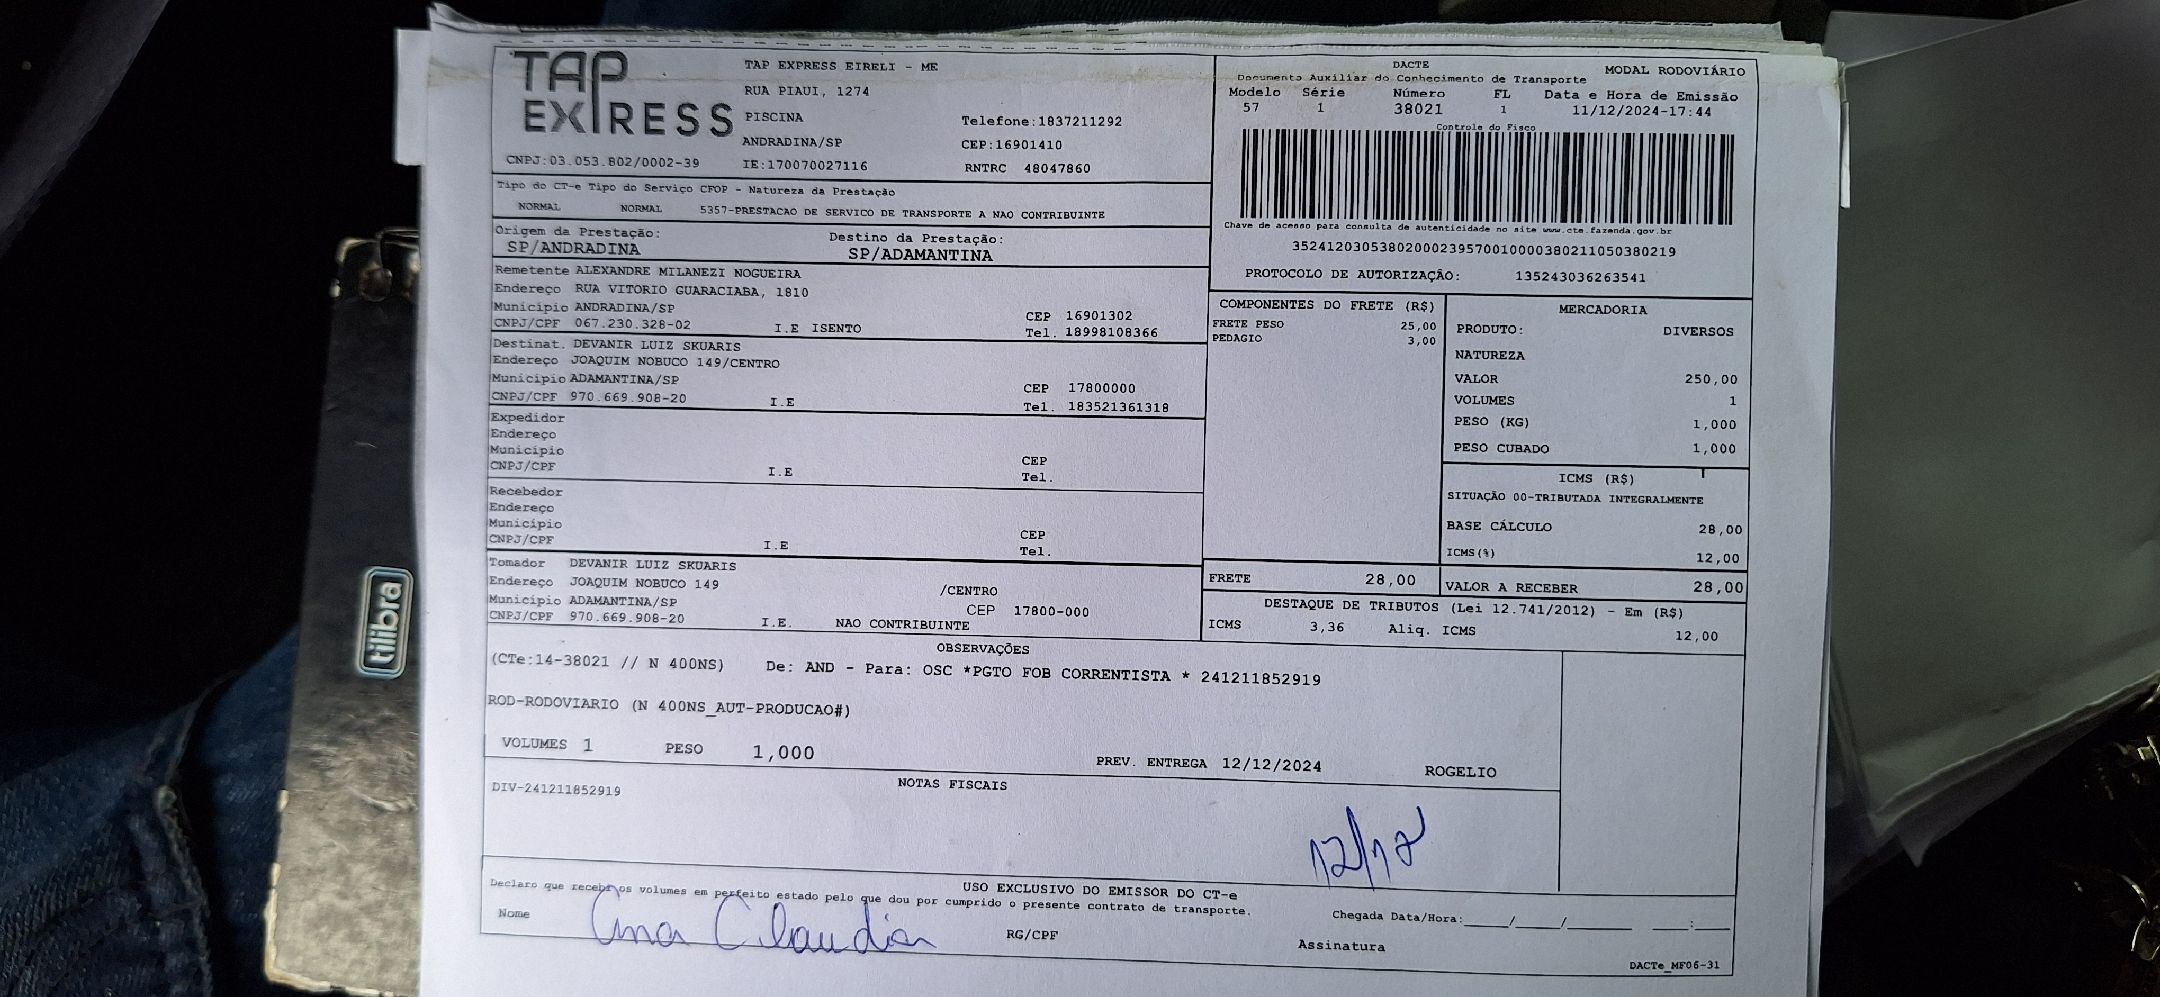 TAP EXPRESS
TAP EXPRESS EIRELI - ME
RUA PIAUI, 1274
PISCINA
Telefone:1837211292
ANDRADINA/SP
CEP:16901410
CNPJ:03.053.802/0002-39
IE:170070027116
RNTRC 48047860
DACTE
Documento Auxiliar do Conhecimento de Transporte
MODAL RODOVIÁRIO
Modelo Série Número FL Data e Hora de Emissão
57 1 38021 1 11/12/2024-17:44
Controle do Fisco
Chave de acesso para consulta de autenticidade no site www.cte.fazenda.gov.br
35241203053802000239570010000380211050380219
PROTOCOLO DE AUTORIZAÇÃO: 135243036263541
Tipo do CT-e Tipo do Serviço CFOP - Natureza da Prestação
NORMAL NORMAL 5357-PRESTACAO DE SERVICO DE TRANSPORTE A NAO CONTRIBUINTE
Origem da Prestação: Destino da Prestação:
SP/ANDRADINA SP/ADAMANTINA
Remetente ALEXANDRE MILANEZI NOGUEIRA
Endereço RUA VITORIO GUARACIABA, 1810
Município ANDRADINA/SP CEP 16901302
CNPJ/CPF 067.230.328-02 I.E ISENTO Tel. 18998108366
Destinat. DEVANIR LUIZ SKUARIS
Endereço JOAQUIM NOBUCO 149/CENTRO
Município ADAMANTINA/SP CEP 17800000
CNPJ/CPF 970.669.908-20 I.E Tel. 183521361318
Expedidor
Endereço
Município CEP
CNPJ/CPF I.E Tel.
Recebedor
Endereço
Município CEP
CNPJ/CPF I.E Tel.
Tomador DEVANIR LUIZ SKUARIS
Endereço JOAQUIM NOBUCO 149 /CENTRO
Município ADAMANTINA/SP CEP 17800-000
CNPJ/CPF 970.669.908-20 I.E. NAO CONTRIBUINTE
COMPONENTES DO FRETE (R$)
FRETE PESO 25,00
PEDAGIO 3,00
FRETE 28,00
MERCADORIA
PRODUTO: DIVERSOS
NATUREZA
VALOR 250,00
VOLUMES 1
PESO (KG) 1,000
PESO CUBADO 1,000
ICMS (R$)
SITUAÇÃO 00-TRIBUTADA INTEGRALMENTE
BASE CÁLCULO 28,00
ICMS(%) 12,00
VALOR A RECEBER 28,00
DESTAQUE DE TRIBUTOS (Lei 12.741/2012) - Em (R$)
ICMS 3,36 Aliq. ICMS 12,00
OBSERVAÇÕES
(CTe:14-38021 // N 400NS) De: AND - Para: OSC *PGTO FOB CORRENTISTA * 241211852919
ROD-RODOVIARIO (N 400NS_AUT-PRODUCAO#)
VOLUMES 1 PESO 1,000 PREV. ENTREGA 12/12/2024 ROGELIO
NOTAS FISCAIS
DIV-241211852919
12/12
USO EXCLUSIVO DO EMISSOR DO CT-e
Declaro que recebi os volumes em perfeito estado pelo que dou por cumprido o presente contrato de transporte.
Chegada Data/Hora:____/____/______ ____:____
Nome Ana Claudia RG/CPF Assinatura
DACTe_MF06-31
tilibra